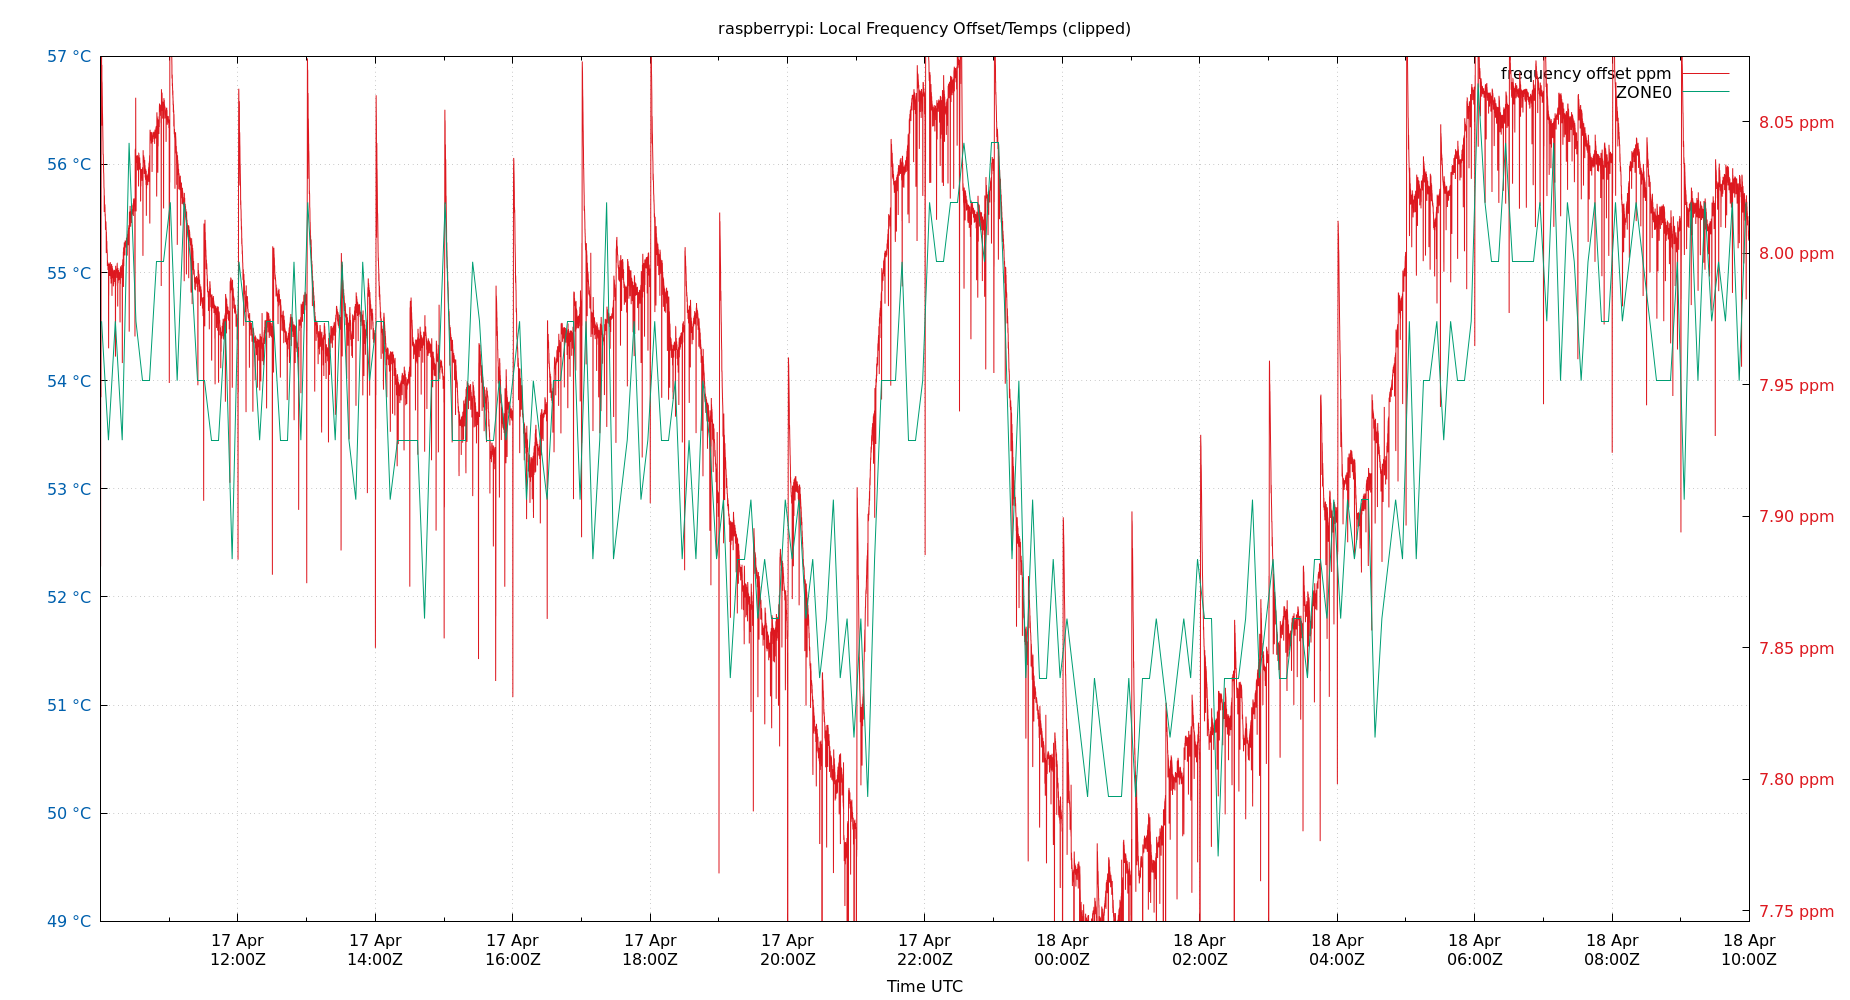 raspberrypi: Local Frequency Offset/Temps (clipped)
57 °C
56 °C
55 °C
54 °C
53 °C
52 °C
51 °C
50 °C
49 °C
frequency offset ppm
ZONE0
8.05 ppm
8.00 ppm
7.95 ppm
7.90 ppm
7.85 ppm
7.80 ppm
7.75 ppm
17 Apr 17 Apr 17 Apr 17 Apr 17 Apr 17 Apr 18 Apr 18 Apr 18 Apr 18 Apr 18 Apr 18 Apr
12:00Z 14:00Z 16:00Z 18:00Z 20:00Z 22:00Z 00:00Z 02:00Z 04:00Z 06:00Z 08:00Z 10:00Z
Time UTC